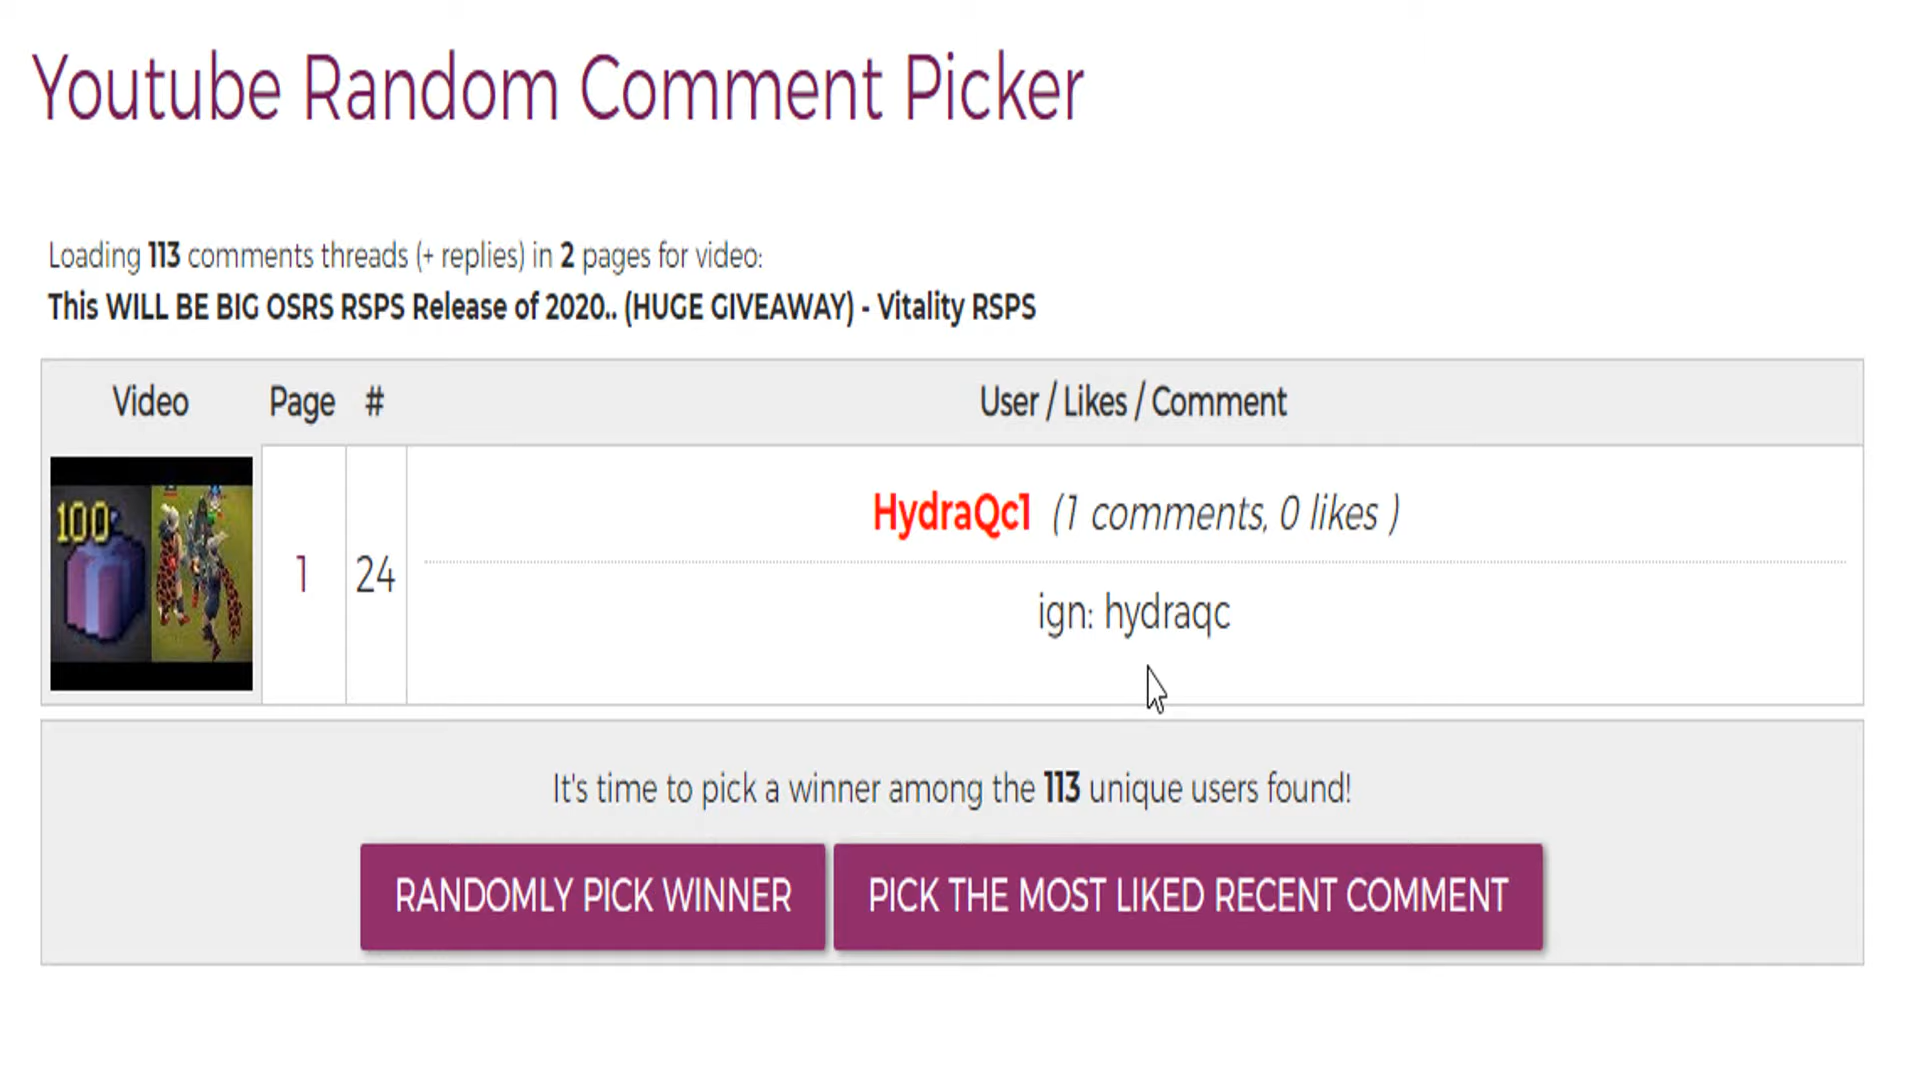 Youtube Random Comment Picker
Loading 113 comments threads (+ replies) in 2 pages for video:
This WILL BE BIG OSRS RSPS Release of 2020.. (HUGE GIVEAWAY) - Vitality RSPS
Video Page # User / Likes / Comment
100
1 24
HydraQc1 (1 comments, 0 likes )
ign: hydraqc
It's time to pick a winner among the 113 unique users found!
RANDOMLY PICK WINNER PICK THE MOST LIKED RECENT COMMENT